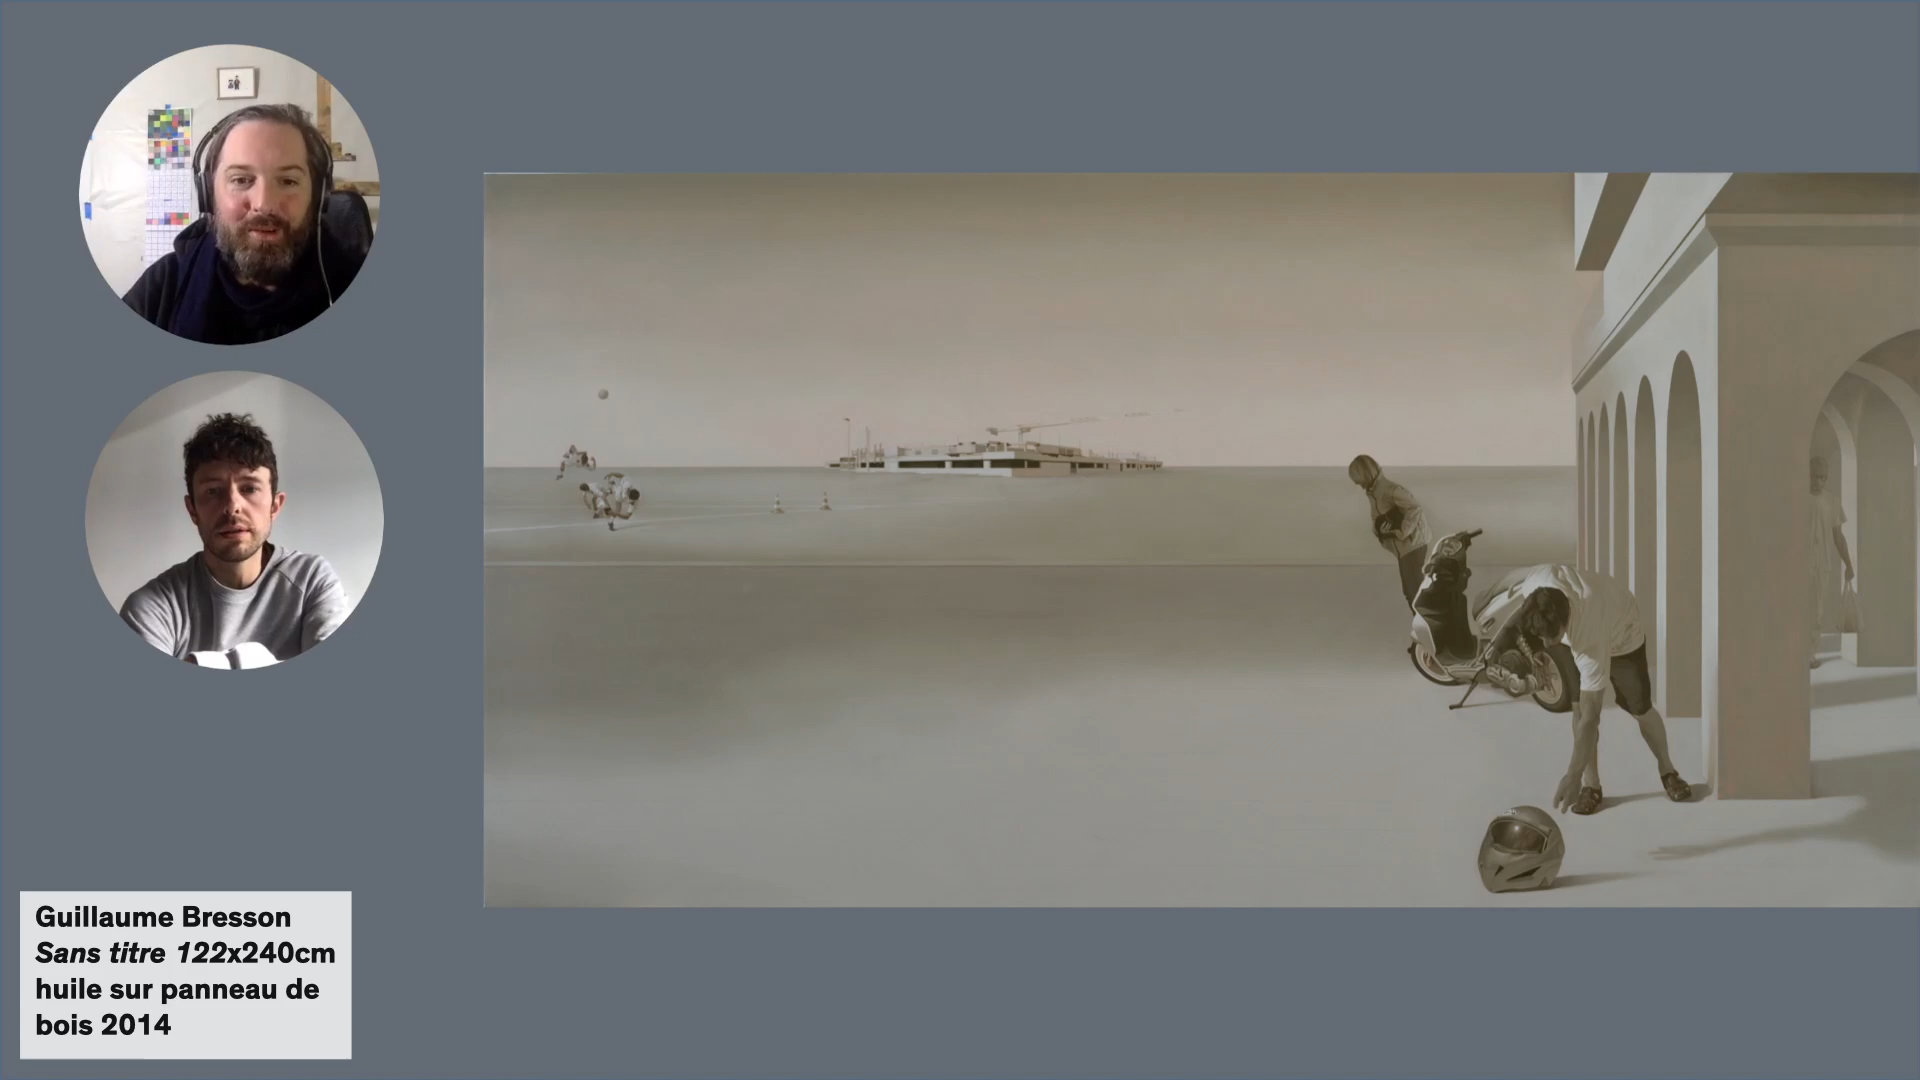 Guillaume Bresson
Sans titre 122x240cm
huile sur panneau de
bois 2014